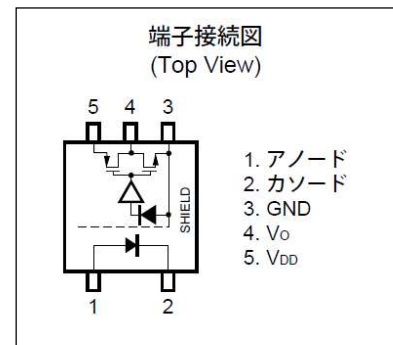 端子接続図
(Top View)
5 4 3
SHIELD
1 2
1. アノード
2. カソード
3. GND
4. Vo
5. VDD